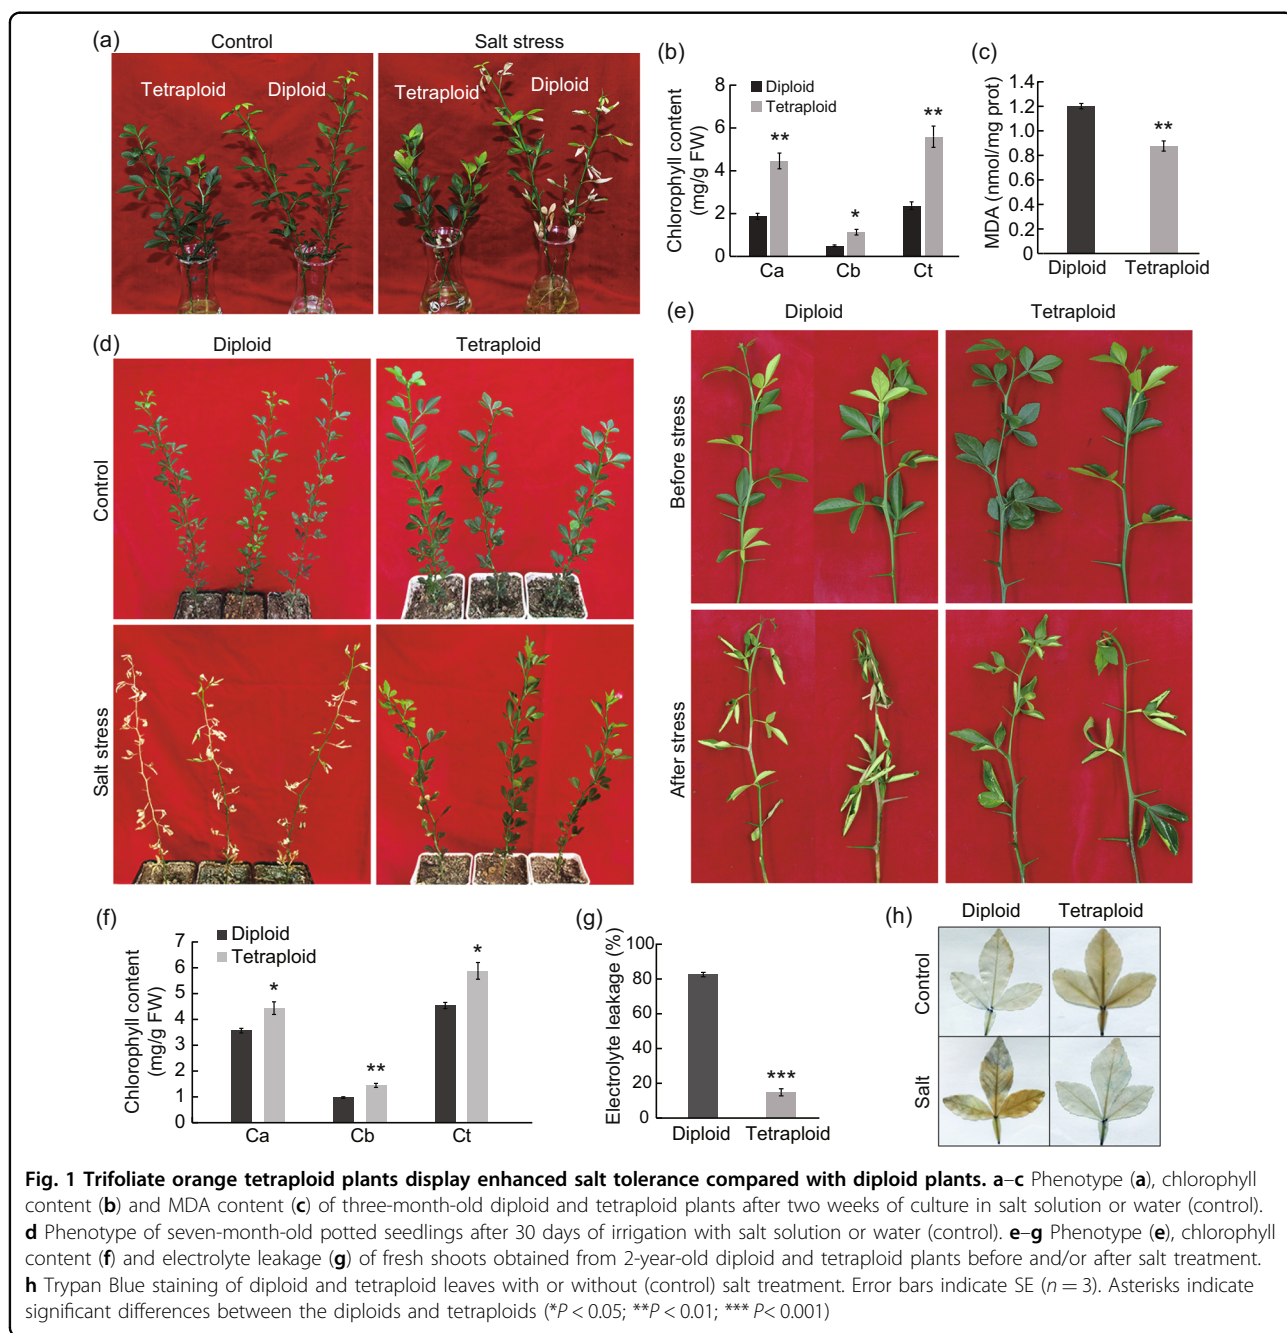 (a)
Control
Salt stress
Tetraploid
Diploid
Tetraploid
Diploid
(b)
Diploid
Tetraploid
Chlorophyll content
(mg/g FW)
8
6
4
2
0
**
*
**
Ca
Cb
Ct
(c)
MDA (nmol/mg prot)
1.4
1.2
1.0
0.8
0.6
0.4
0.2
0
**
Diploid
Tetraploid
(d)
Diploid
Tetraploid
Control
Salt stress
(e)
Diploid
Tetraploid
Before stress
After stress
(f)
Diploid
Tetraploid
Chlorophyll content
(mg/g FW)
7
6
5
4
3
2
1
0
*
**
*
Ca
Cb
Ct
(g)
Electrolyte leakage (%)
100
80
60
40
20
0
***
Diploid
Tetraploid
(h)
Diploid
Tetraploid
Control
Salt
Fig. 1 Trifoliate orange tetraploid plants display enhanced salt tolerance compared with diploid plants. a–c Phenotype (a), chlorophyll
content (b) and MDA content (c) of three-month-old diploid and tetraploid plants after two weeks of culture in salt solution or water (control).
d Phenotype of seven-month-old potted seedlings after 30 days of irrigation with salt solution or water (control). e–g Phenotype (e), chlorophyll
content (f) and electrolyte leakage (g) of fresh shoots obtained from 2-year-old diploid and tetraploid plants before and/or after salt treatment.
h Trypan Blue staining of diploid and tetraploid leaves with or without (control) salt treatment. Error bars indicate SE (n = 3). Asterisks indicate
significant differences between the diploids and tetraploids (*P < 0.05; **P < 0.01; *** P< 0.001)